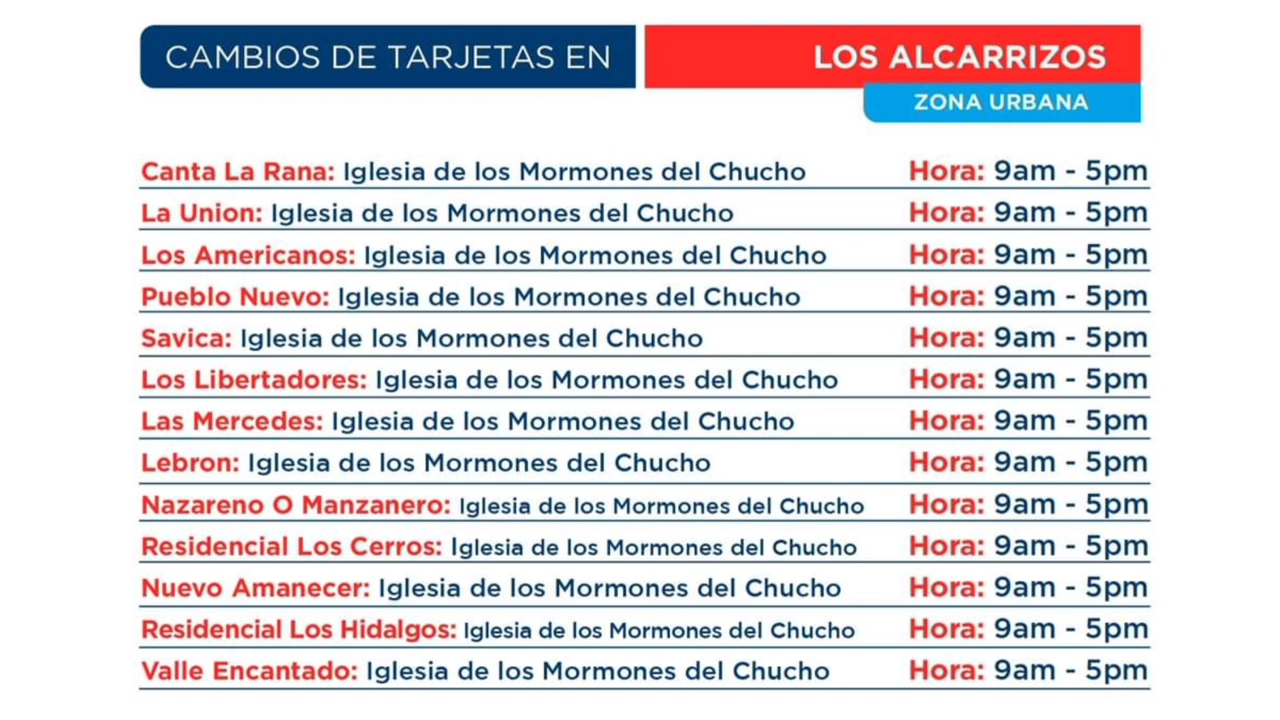 CAMBIOS DE TARJETAS EN LOS ALCARRIZOS
ZONA URBANA
Canta La Rana: Iglesia de los Mormones del Chucho Hora: 9am - 5pm
La Union: Iglesia de los Mormones del Chucho Hora: 9am - 5pm
Los Americanos: Iglesia de los Mormones del Chucho Hora: 9am - 5pm
Pueblo Nuevo: Iglesia de los Mormones del Chucho Hora: 9am - 5pm
Savica: Iglesia de los Mormones del Chucho Hora: 9am - 5pm
Los Libertadores: Iglesia de los Mormones del Chucho Hora: 9am - 5pm
Las Mercedes: Iglesia de los Mormones del Chucho Hora: 9am - 5pm
Lebron: Iglesia de los Mormones del Chucho Hora: 9am - 5pm
Nazareno O Manzanero: Iglesia de los Mormones del Chucho Hora: 9am - 5pm
Residencial Los Cerros: Iglesia de los Mormones del Chucho Hora: 9am - 5pm
Nuevo Amanecer: Iglesia de los Mormones del Chucho Hora: 9am - 5pm
Residencial Los Hidalgos: Iglesia de los Mormones del Chucho Hora: 9am - 5pm
Valle Encantado: Iglesia de los Mormones del Chucho Hora: 9am - 5pm